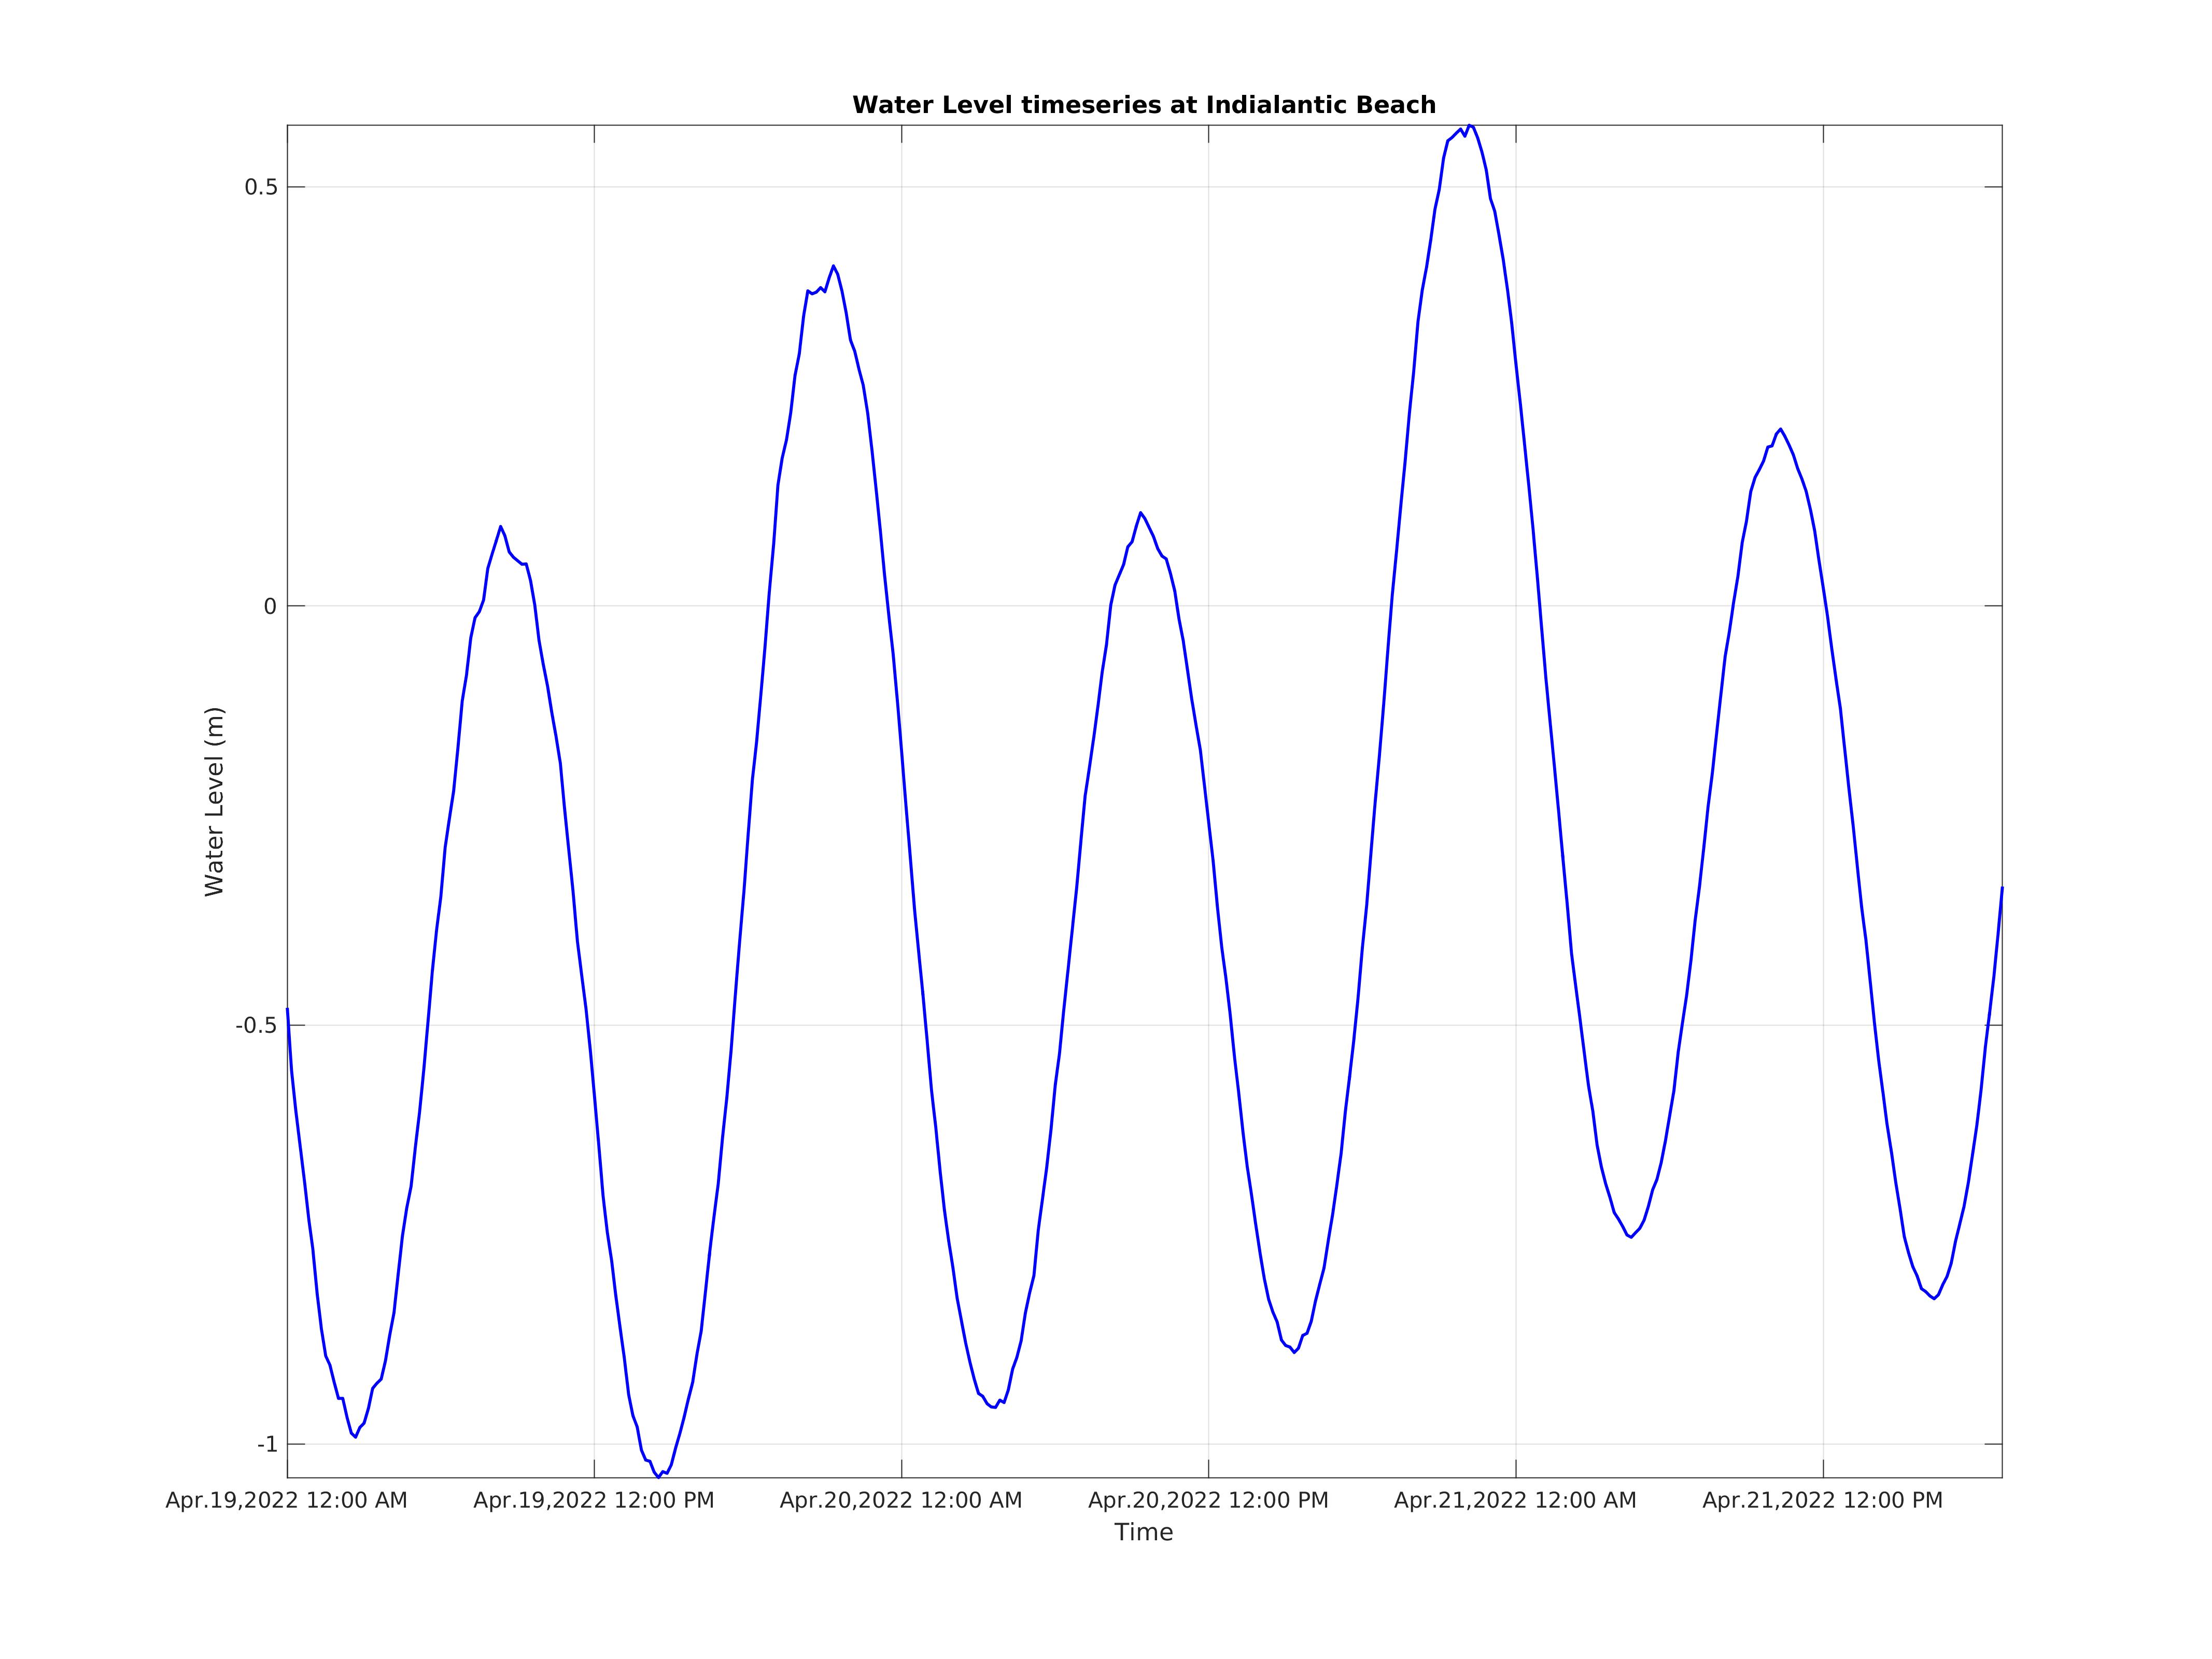 Water Level timeseries at Indialantic Beach
0.5
0
-0.5
-1
Water Level (m)
Apr.19,2022 12:00 AM Apr.19,2022 12:00 PM Apr.20,2022 12:00 AM Apr.20,2022 12:00 PM Apr.21,2022 12:00 AM Apr.21,2022 12:00 PM
Time